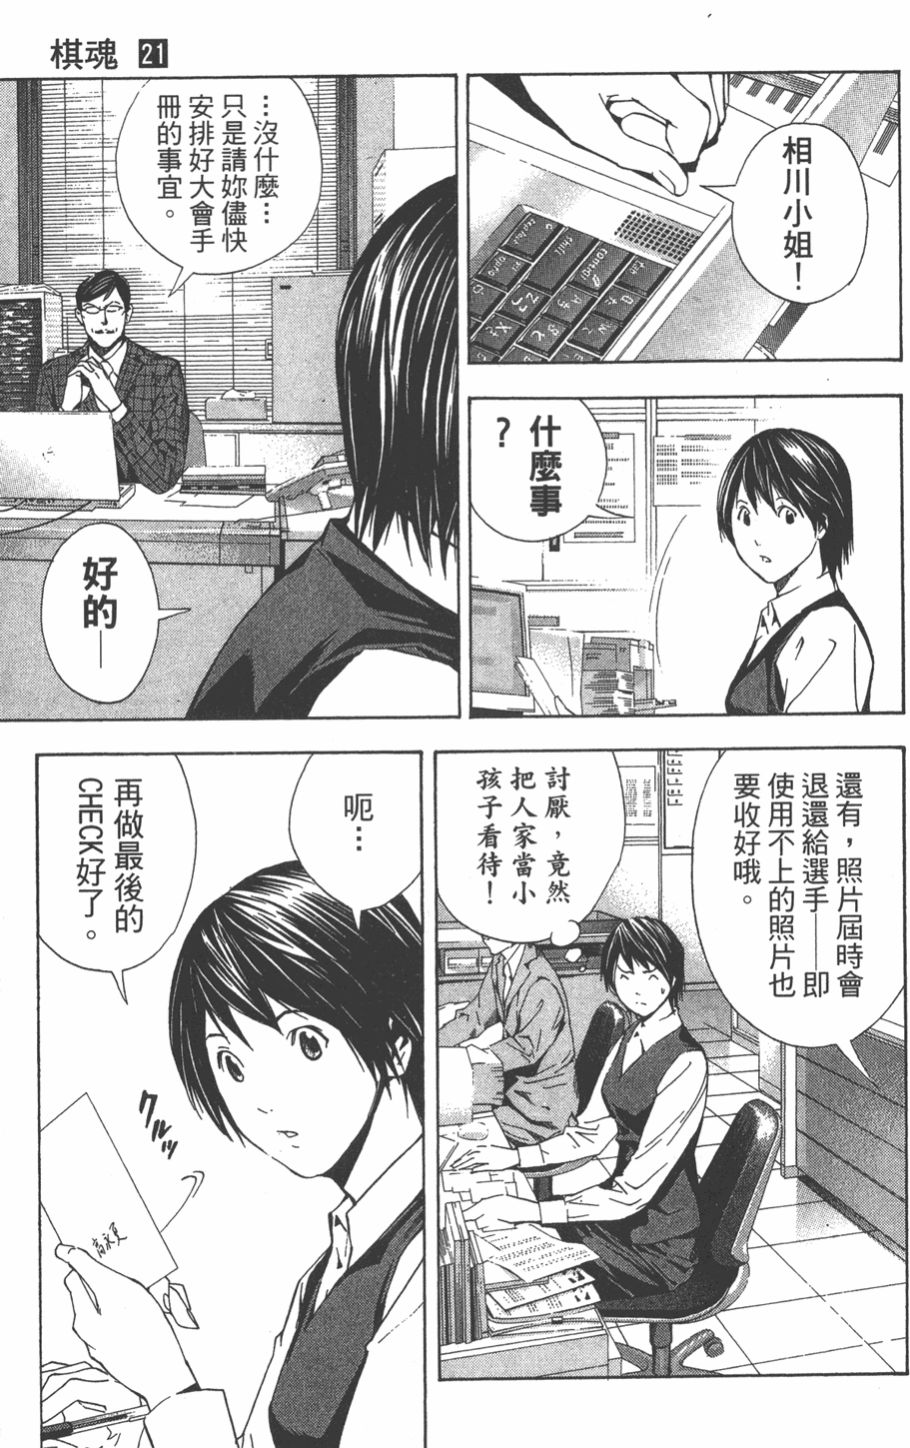 棋魂 21
相川小姐！
什麼事
？
…沒什麼…
只是請妳儘快
安排好大會手
冊的事宜。
好的——
還有，照片屆時會
退還給選手——即
使用不上的照片也
要收好哦。
討厭，竟然
把人家當小
孩子看待！
呃…
再做最後的
CHECK好了。
クルッ
高永夏